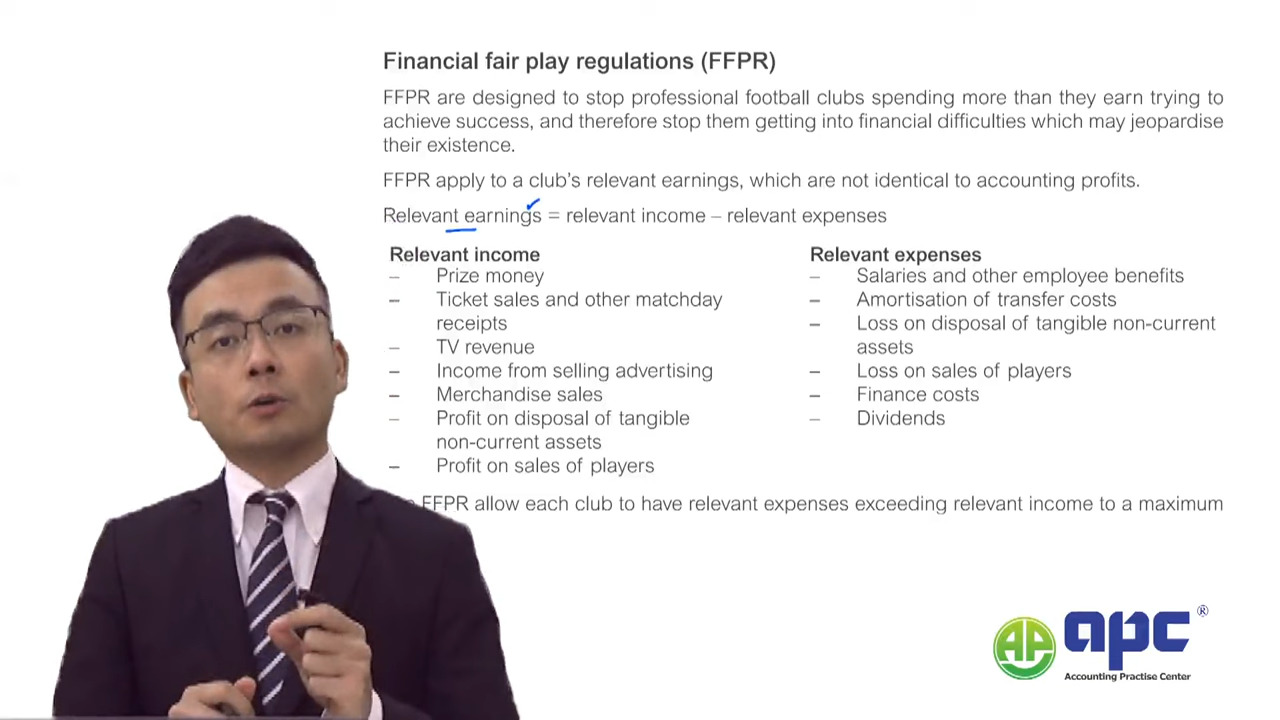 Financial fair play regulations (FFPR)
FFPR are designed to stop professional football clubs spending more than they earn trying to
achieve success, and therefore stop them getting into financial difficulties which may jeopardise
their existence.
FFPR apply to a club's relevant earnings, which are not identical to accounting profits.
Relevant earnings = relevant income – relevant expenses
Relevant income
– Prize money
– Ticket sales and other matchday
receipts
– TV revenue
– Income from selling advertising
– Merchandise sales
– Profit on disposal of tangible
non-current assets
– Profit on sales of players
Relevant expenses
– Salaries and other employee benefits
– Amortisation of transfer costs
– Loss on disposal of tangible non-current
assets
– Loss on sales of players
– Finance costs
– Dividends
FFPR allow each club to have relevant expenses exceeding relevant income to a maximum
AP
apc ®
Accounting Practise Center